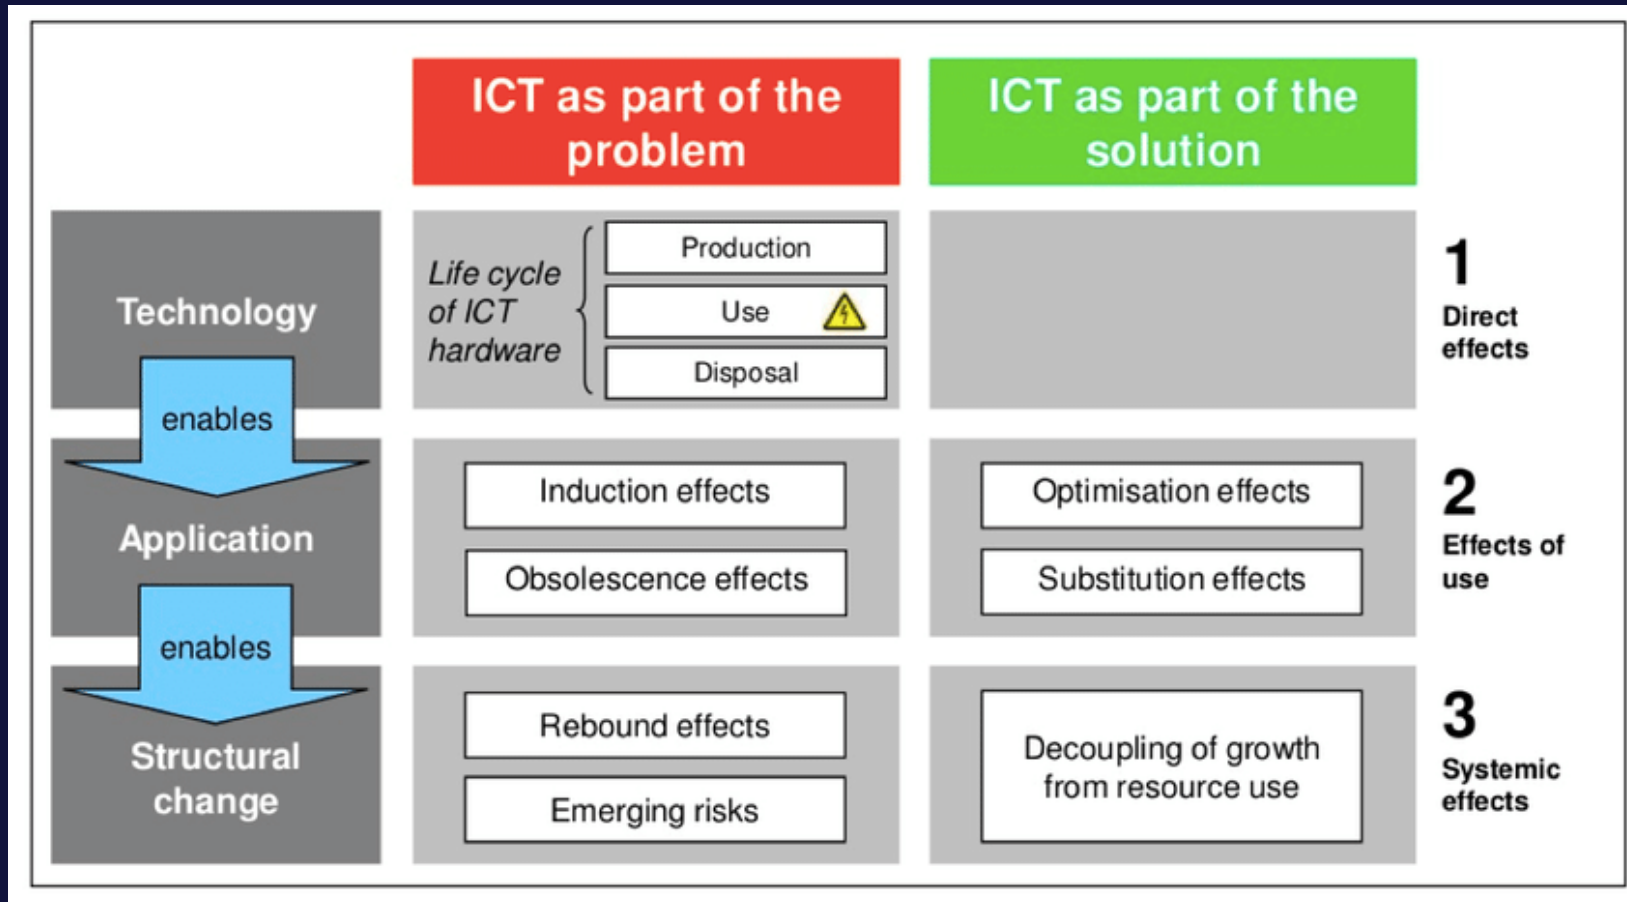 ICT as part of the
problem
ICT as part of the
solution
Technology
Life cycle
of ICT
hardware
Production
Use
Disposal
1
Direct
effects
enables
Application
Induction effects
Obsolescence effects
Optimisation effects
Substitution effects
2
Effects of
use
enables
Structural
change
Rebound effects
Emerging risks
Decoupling of growth
from resource use
3
Systemic
effects